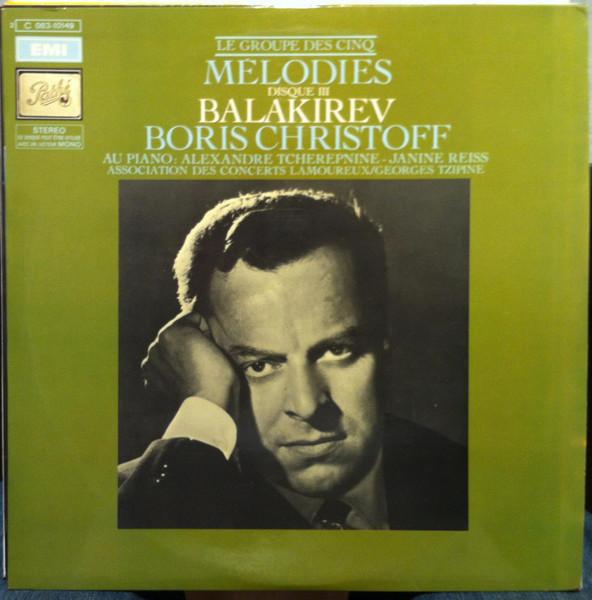 2 C 063-10149
EMI
Pathé
STEREO
MONO
LE GROUPE DES CINQ
MÉLODIES
DISQUE III
BALAKIREV
BORIS CHRISTOFF
AU PIANO: ALEXANDRE TCHEREPNINE - JANINE REISS
ASSOCIATION DES CONCERTS LAMOUREUX/GEORGES TZIPINE